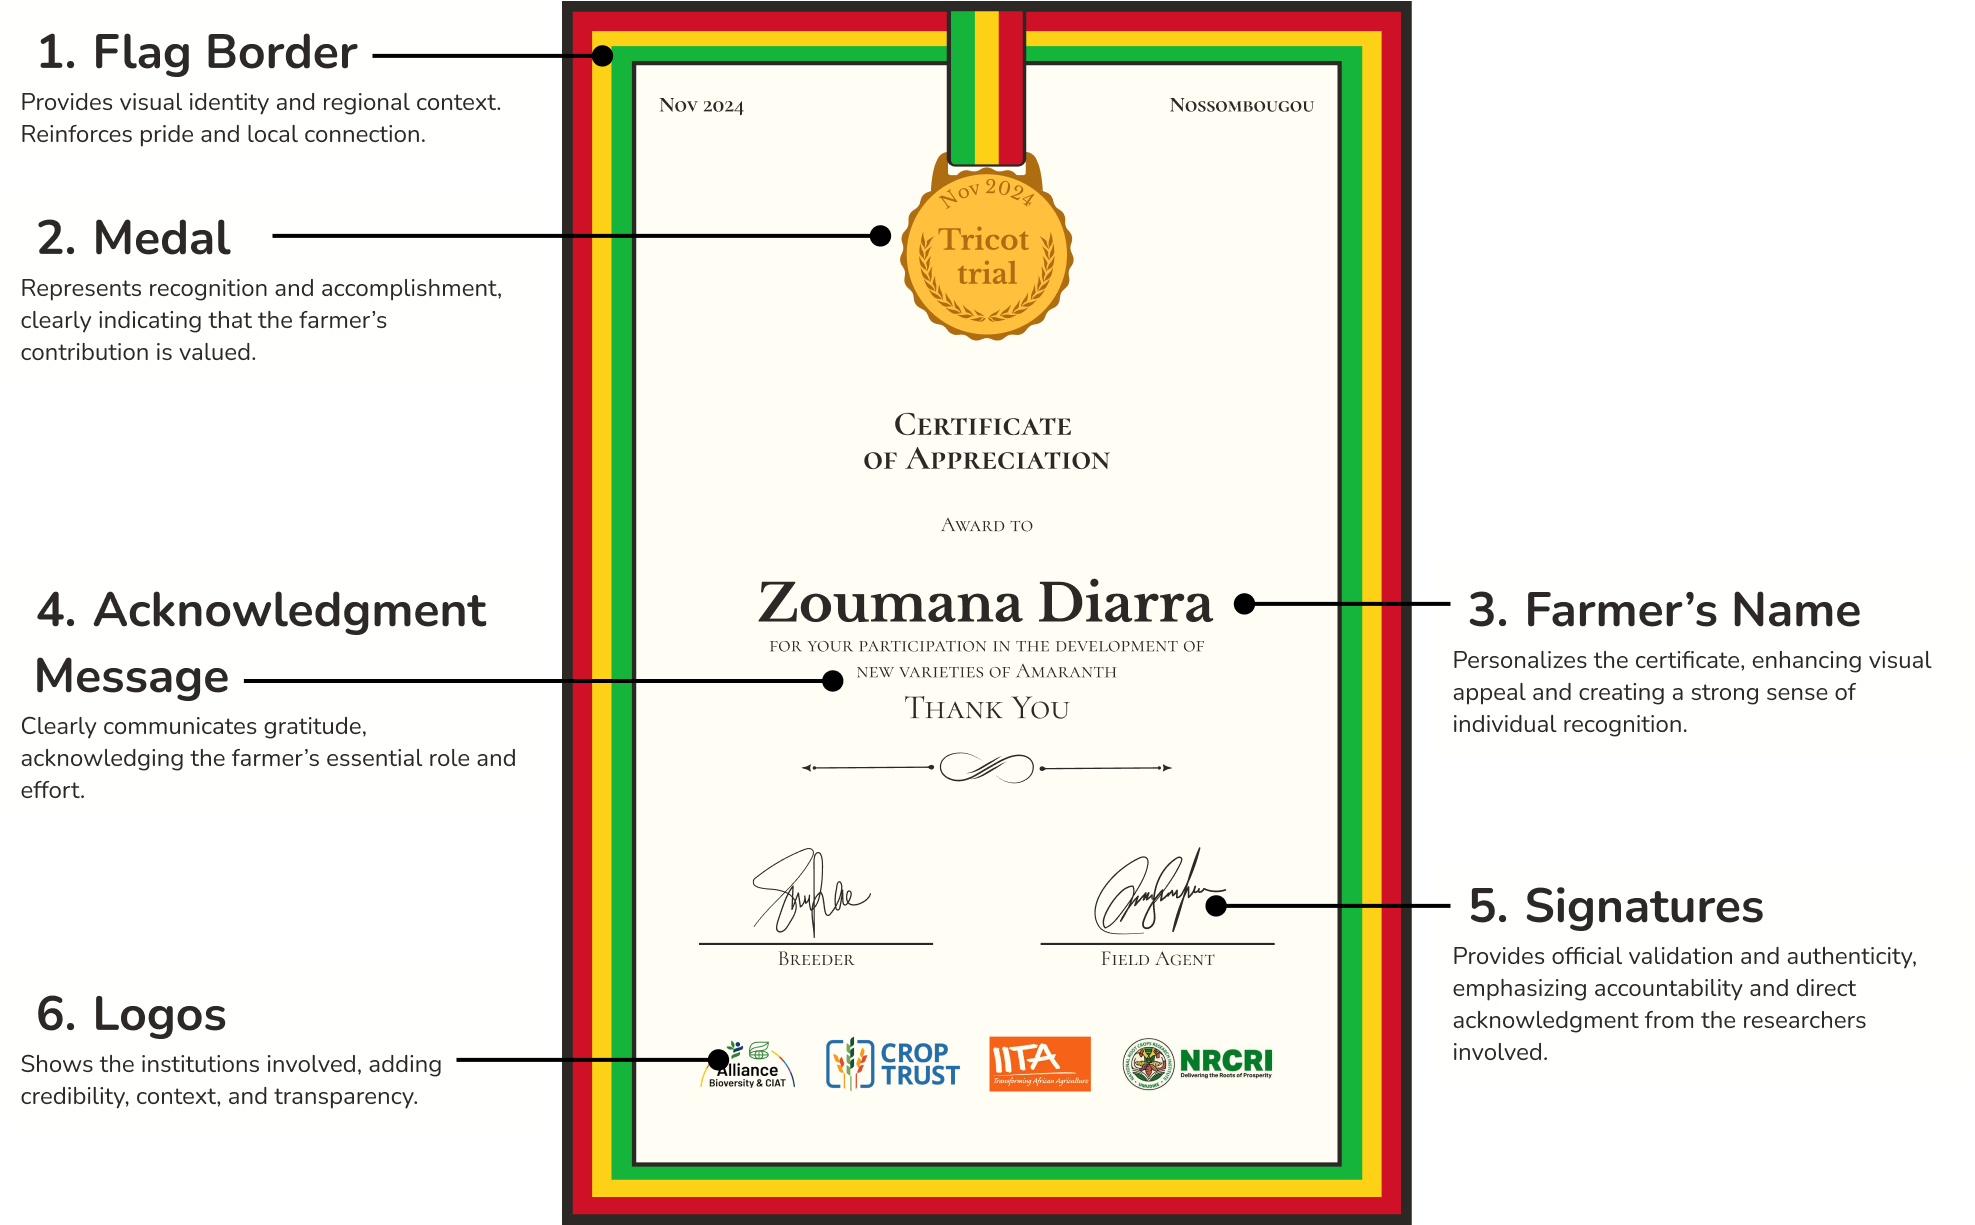 1. Flag Border
Provides visual identity and regional context.
Reinforces pride and local connection.
2. Medal
Represents recognition and accomplishment,
clearly indicating that the farmer's
contribution is valued.
4. Acknowledgment
Message
Clearly communicates gratitude,
acknowledging the farmer's essential role and
effort.
6. Logos
Shows the institutions involved, adding
credibility, context, and transparency.
Nov 2024
Nossombougou
Nov 2024
Tricot
trial
Certificate
of Appreciation
Award to
Zoumana Diarra
for your participation in the development of
new varieties of Amaranth
Thank You
Breeder
Field Agent
Alliance
Bioversity & CIAT
CROP
TRUST
IITA
Transforming African Agriculture
NRCRI
Delivering the Roots of Prosperity
3. Farmer's Name
Personalizes the certificate, enhancing visual
appeal and creating a strong sense of
individual recognition.
5. Signatures
Provides official validation and authenticity,
emphasizing accountability and direct
acknowledgment from the researchers
involved.